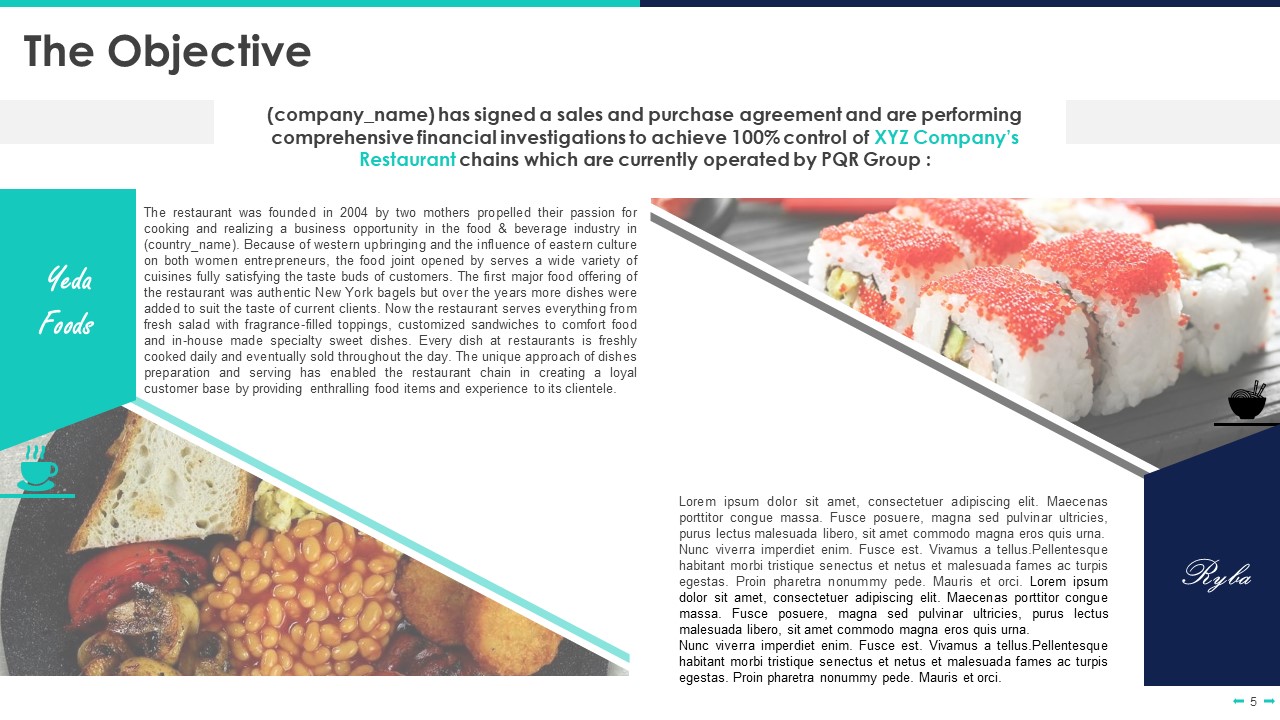 The Objective
(company_name) has signed a sales and purchase agreement and are performing
comprehensive financial investigations to achieve 100% control of XYZ Company's
Restaurant chains which are currently operated by PQR Group :
Yeda
Foods
The restaurant was founded in 2004 by two mothers propelled their passion for
cooking and realizing a business opportunity in the food & beverage industry in
(country_name). Because of western upbringing and the influence of eastern culture
on both women entrepreneurs, the food joint opened by serves a wide variety of
cuisines fully satisfying the taste buds of customers. The first major food offering of
the restaurant was authentic New York bagels but over the years more dishes were
added to suit the taste of current clients. Now the restaurant serves everything from
fresh salad with fragrance-filled toppings, customized sandwiches to comfort food
and in-house made specialty sweet dishes. Every dish at restaurants is freshly
cooked daily and eventually sold throughout the day. The unique approach of dishes
preparation and serving has enabled the restaurant chain in creating a loyal
customer base by providing enthralling food items and experience to its clientele.
Lorem ipsum dolor sit amet, consectetuer adipiscing elit. Maecenas
porttitor congue massa. Fusce posuere, magna sed pulvinar ultricies,
purus lectus malesuada libero, sit amet commodo magna eros quis urna.
Nunc viverra imperdiet enim. Fusce est. Vivamus a tellus.Pellentesque
habitant morbi tristique senectus et netus et malesuada fames ac turpis
egestas. Proin pharetra nonummy pede. Mauris et orci. Lorem ipsum
dolor sit amet, consectetuer adipiscing elit. Maecenas porttitor congue
massa. Fusce posuere, magna sed pulvinar ultricies, purus lectus
malesuada libero, sit amet commodo magna eros quis urna.
Nunc viverra imperdiet enim. Fusce est. Vivamus a tellus.Pellentesque
habitant morbi tristique senectus et netus et malesuada fames ac turpis
egestas. Proin pharetra nonummy pede. Mauris et orci.
Ryba
5